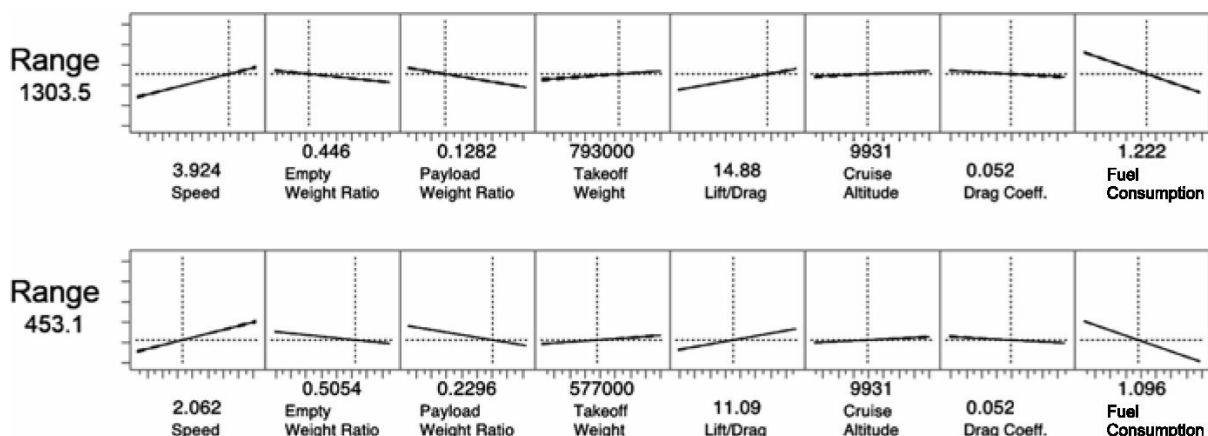 Range
1303.5
3.924 0.446 0.1282 793000 14.88 9931 0.052 1.222
Speed Empty Payload Takeoff Lift/Drag Cruise Drag Coeff. Fuel
Weight Ratio Weight Ratio Weight Altitude Consumption
Range
453.1
2.062 0.5054 0.2296 577000 11.09 9931 0.052 1.096
Speed Empty Payload Takeoff Lift/Drag Cruise Drag Coeff. Fuel
Weight Ratio Weight Ratio Weight Altitude Consumption